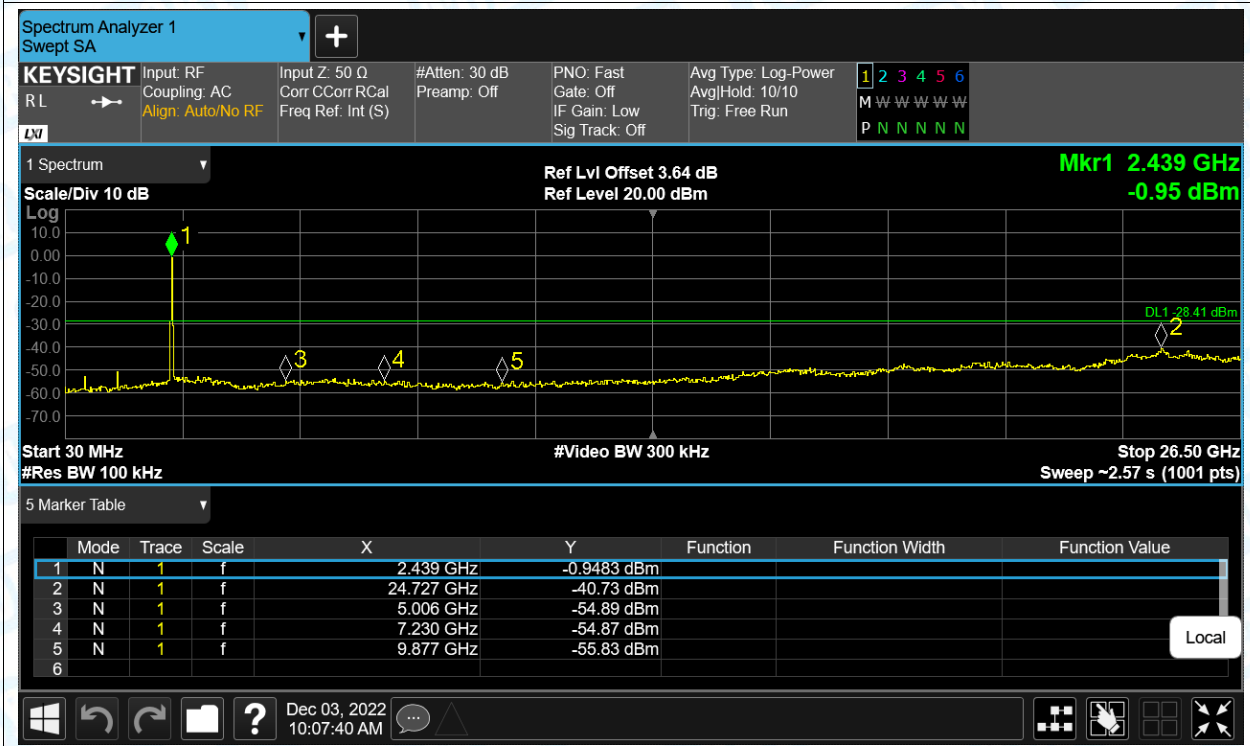 Spectrum Analyzer 1
Swept SA
KEYSIGHT
RL
LXI
Input: RF
Coupling: AC
Align: Auto/No RF
Input Z: 50 Ω
Corr CCorr RCal
Freq Ref: Int (S)
#Atten: 30 dB
Preamp: Off
PNO: Fast
Gate: Off
IF Gain: Low
Sig Track: Off
Avg Type: Log-Power
Avg|Hold: 10/10
Trig: Free Run
1 2 3 4 5 6
M W W W W W
P N N N N N
1 Spectrum
Scale/Div 10 dB
Ref Lvl Offset 3.64 dB
Ref Level 20.00 dBm
Mkr1 2.439 GHz
-0.95 dBm
Log
10.0
0.00
-10.0
-20.0
-30.0
-40.0
-50.0
-60.0
-70.0
1
DL1 -28.41 dBm
2
3
4
5
Start 30 MHz
#Video BW 300 kHz
Stop 26.50 GHz
#Res BW 100 kHz
Sweep ~2.57 s (1001 pts)
5 Marker Table
Mode Trace Scale X Y Function Function Width Function Value
1 N 1 f 2.439 GHz -0.9483 dBm
2 N 1 f 24.727 GHz -40.73 dBm
3 N 1 f 5.006 GHz -54.89 dBm
4 N 1 f 7.230 GHz -54.87 dBm
5 N 1 f 9.877 GHz -55.83 dBm
6
Local
?
Dec 03, 2022
10:07:40 AM